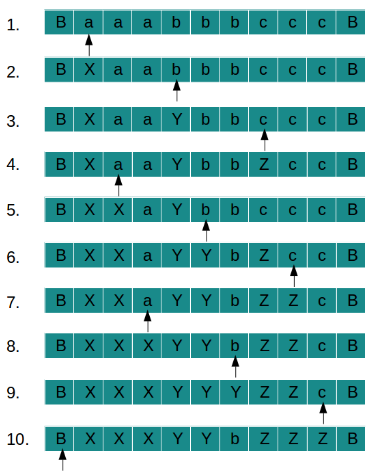 1. B a a a b b b c c c B
2. B X a a b b b c c c B
3. B X a a Y b b c c c B
4. B X a a Y b b Z c c B
5. B X X a Y b b c c c B
6. B X X a Y Y b Z c c B
7. B X X a Y Y b Z Z c B
8. B X X X Y Y b Z Z c B
9. B X X X Y Y Y Z Z c B
10. B X X X Y Y b Z Z Z B